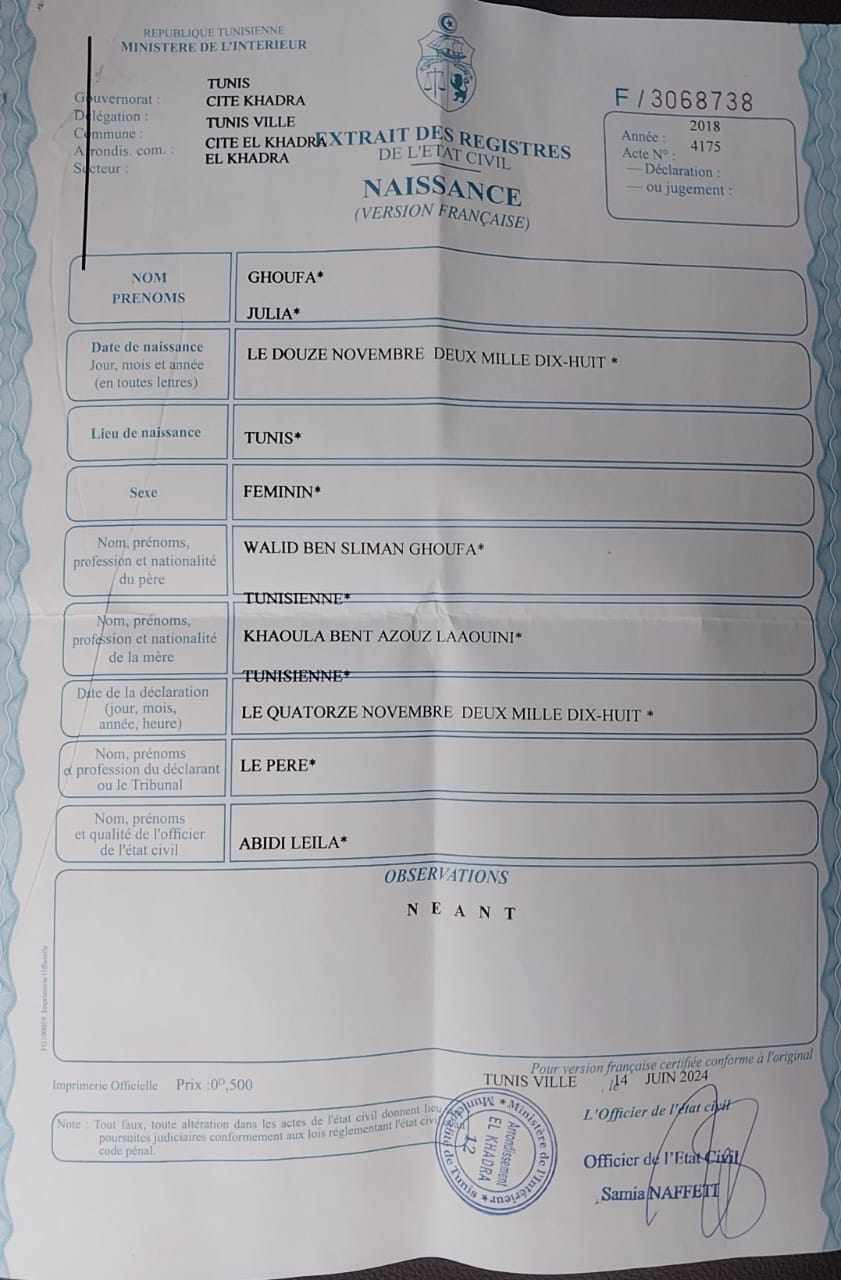 REPUBLIQUE TUNISIENNE
MINISTERE DE L'INTERIEUR
Gouvernorat : TUNIS
Délégation : CITE KHADRA
Commune : TUNIS VILLE
Arrondis. com. : CITE EL KHADRA
Secteur : EL KHADRA
EXTRAIT DES REGISTRES
DE L'ETAT CIVIL
NAISSANCE
(VERSION FRANÇAISE)
F / 3068738
Année : 2018
Acte N° : 4175
— Déclaration :
— ou jugement :
NOM
PRENOMS
GHOUFA*
JULIA*
Date de naissance
Jour, mois et année
(en toutes lettres)
LE DOUZE NOVEMBRE DEUX MILLE DIX-HUIT *
Lieu de naissance
TUNIS*
Sexe
FEMININ*
Nom, prénoms,
profession et nationalité
du père
WALID BEN SLIMAN GHOUFA*
TUNISIENNE*
Nom, prénoms,
profession et nationalité
de la mère
KHAOULA BENT AZOUZ LAAOUINI*
TUNISIENNE*
Date de la déclaration
(jour, mois,
année, heure)
LE QUATORZE NOVEMBRE DEUX MILLE DIX-HUIT *
Nom, prénoms
et profession du déclarant
ou le Tribunal
LE PERE*
Nom, prénoms
et qualité de l'officier
de l'état civil
ABIDI LEILA*
OBSERVATIONS
N E A N T
Imprimerie Officielle Prix :0ᴰ,500
Pour version française certifiée conforme à l'original
TUNIS VILLE 14 JUIN 2024
L'Officier de l'état civil
Note : Tout faux, toute altération dans les actes de l'état civil donnent lieu
poursuites judiciaires conformement aux lois réglementant l'état civil
code pénal.
Ministère de l'Intérieur
de Tunis
Arrondissement
EL KHADRA
12
Officier de l'Etat Civil
Samia NAFFETI